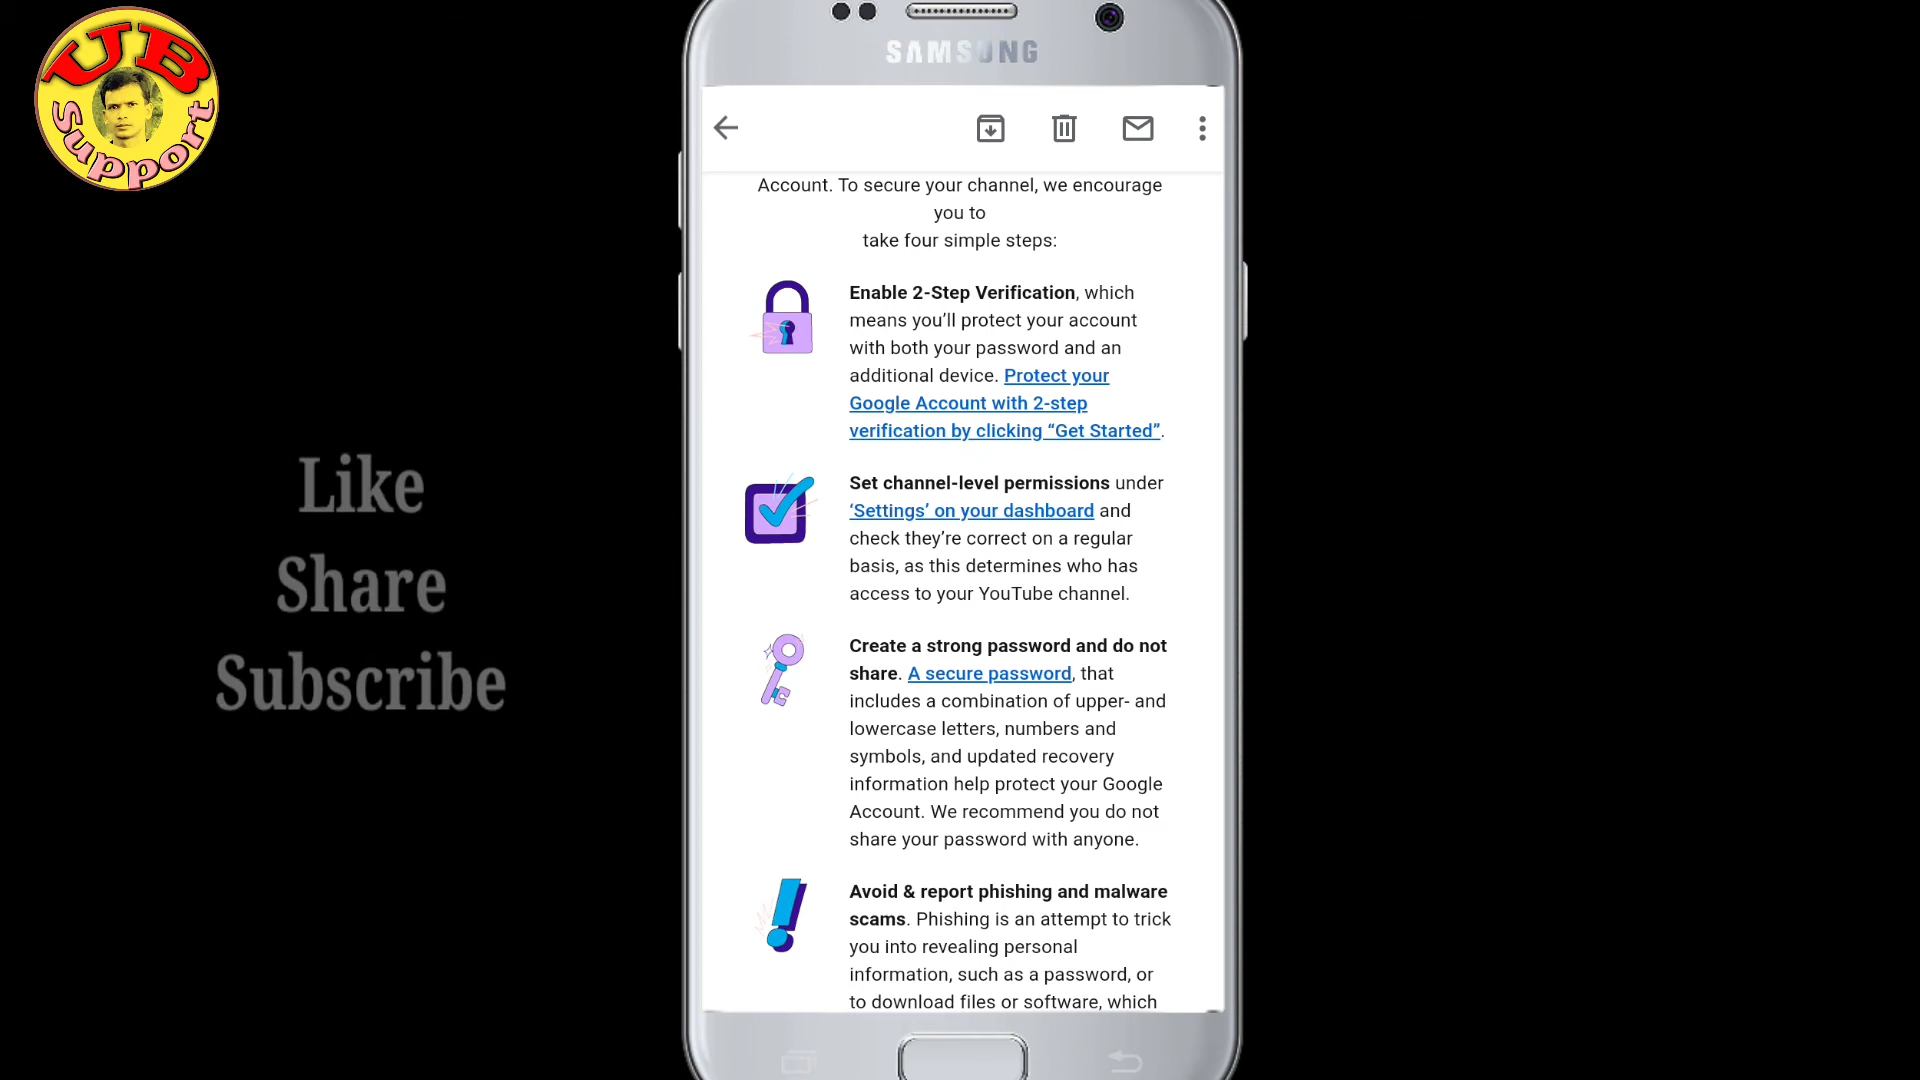 UB
Support
SAMSUNG
Account. To secure your channel, we encourage
you to
take four simple steps:
Enable 2-Step Verification, which
means you’ll protect your account
with both your password and an
additional device. Protect your
Google Account with 2-step
verification by clicking “Get Started”.
Set channel-level permissions under
‘Settings’ on your dashboard and
check they’re correct on a regular
basis, as this determines who has
access to your YouTube channel.
Create a strong password and do not
share. A secure password, that
includes a combination of upper- and
lowercase letters, numbers and
symbols, and updated recovery
information help protect your Google
Account. We recommend you do not
share your password with anyone.
Avoid & report phishing and malware
scams. Phishing is an attempt to trick
you into revealing personal
information, such as a password, or
to download files or software, which
Like
Share
Subscribe